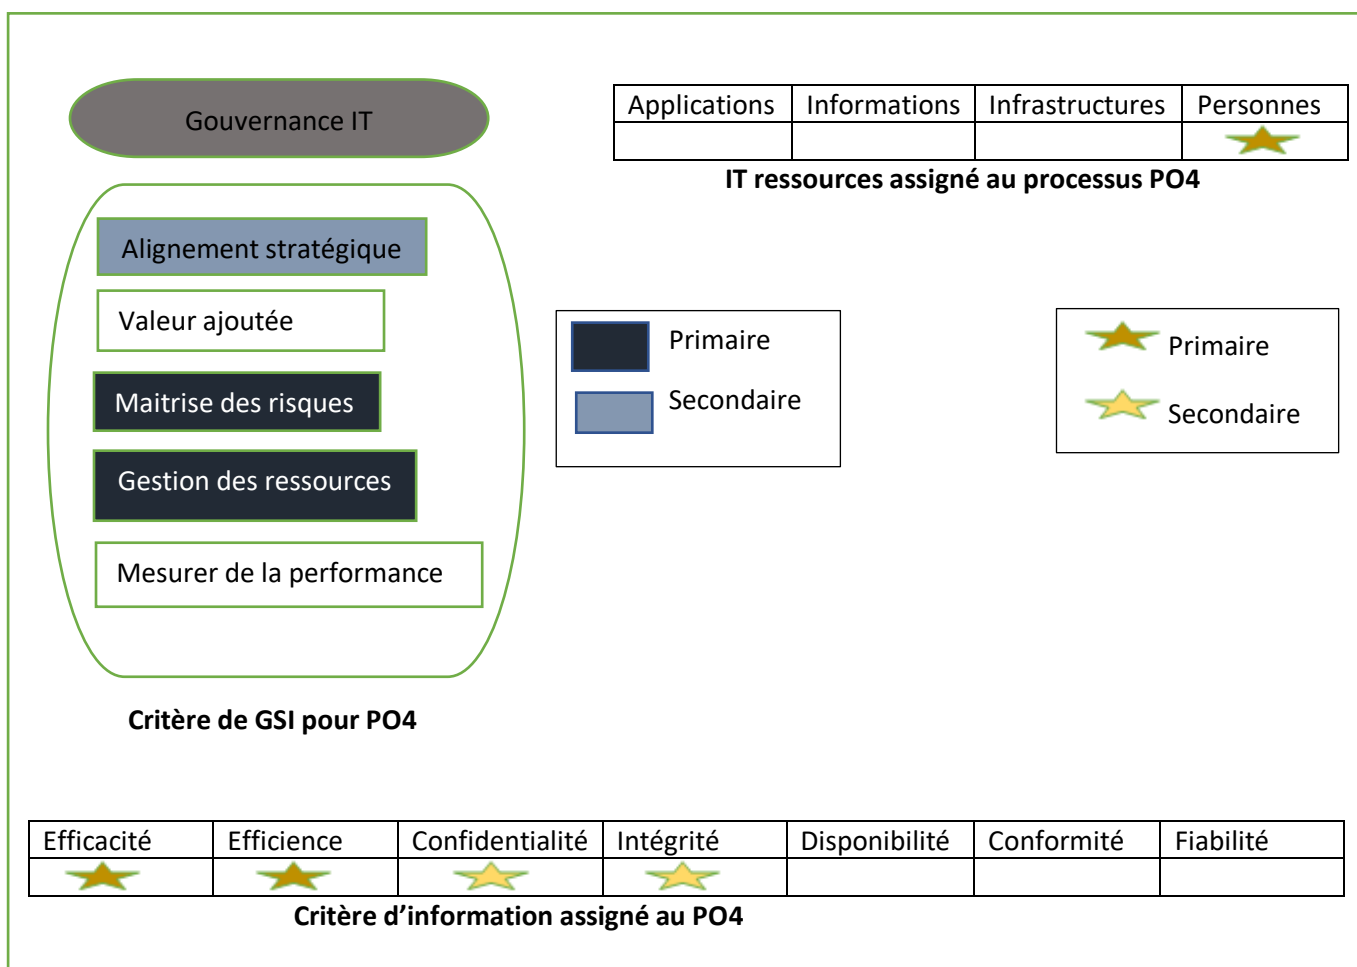 Gouvernance IT
Alignement stratégique
Valeur ajoutée
Maitrise des risques
Gestion des ressources
Mesurer de la performance
Critère de GSI pour PO4
Applications Informations Infrastructures Personnes
IT ressources assigné au processus PO4
Primaire
Secondaire
Primaire
Secondaire
Efficacité Efficience Confidentialité Intégrité Disponibilité Conformité Fiabilité
Critère d’information assigné au PO4